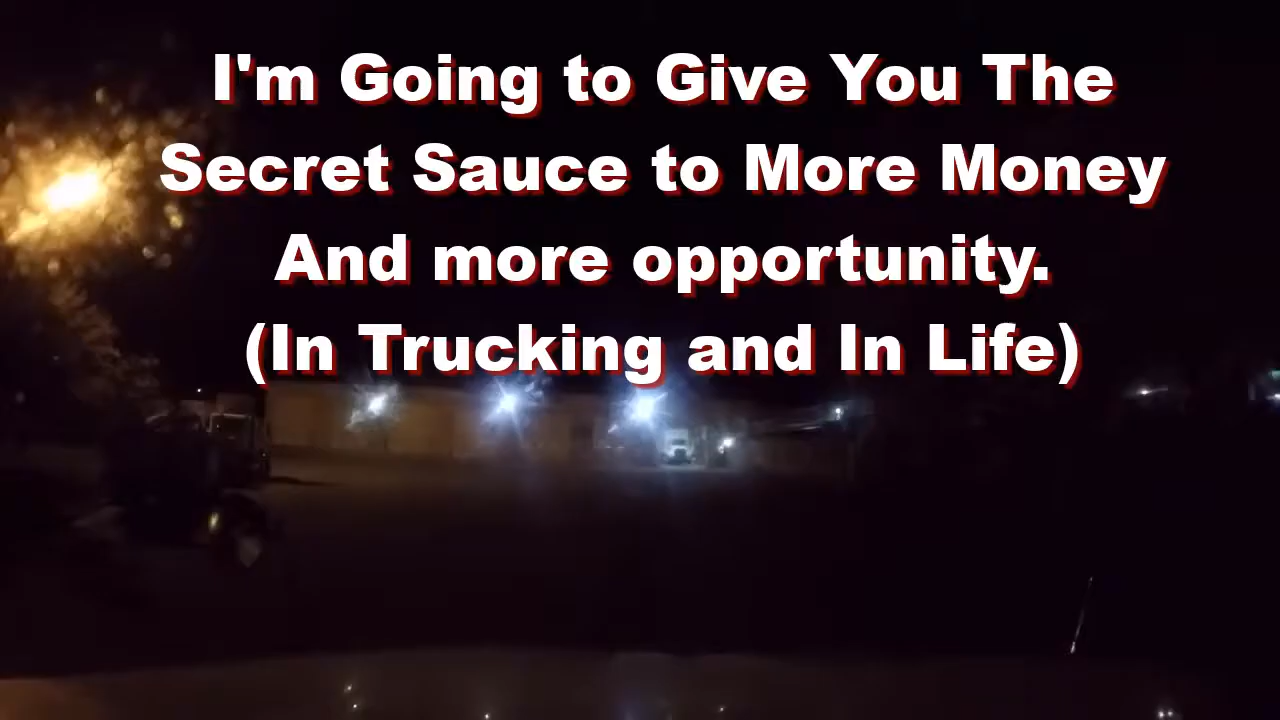 I'm Going to Give You The
Secret Sauce to More Money
And more opportunity.
(In Trucking and In Life)